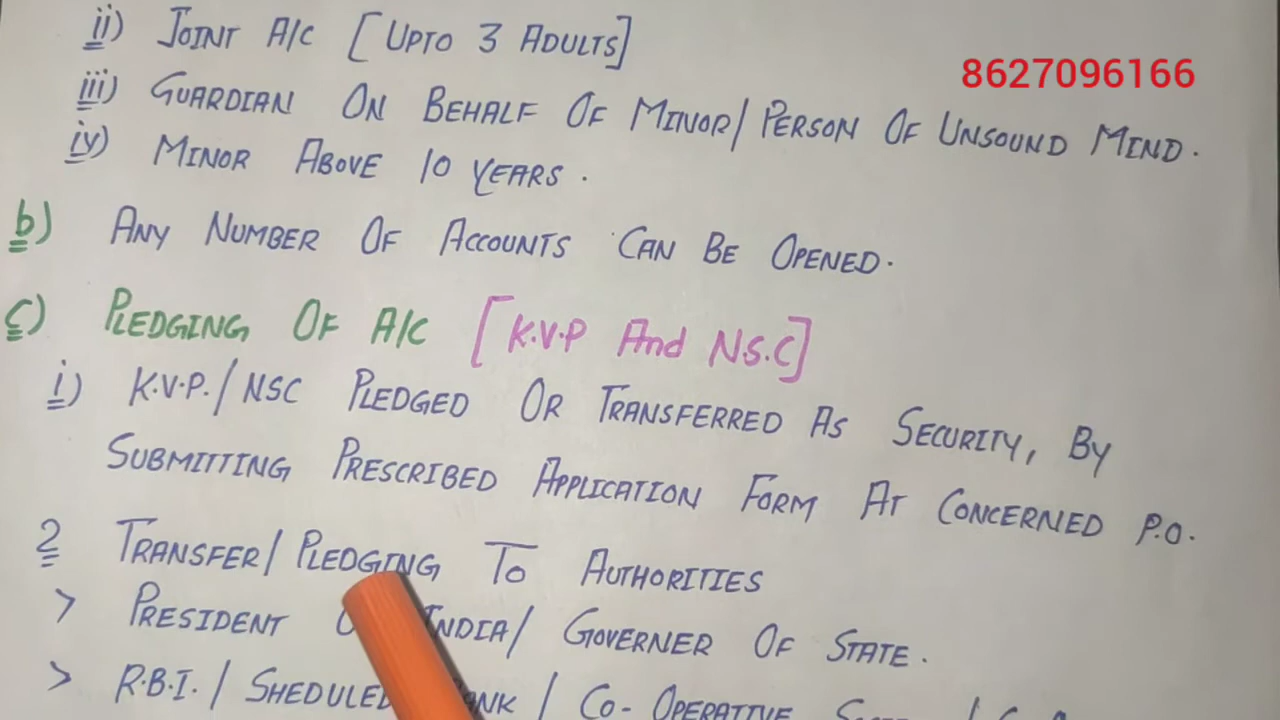 ii) JOINT A/C [UPTO 3 ADULTS]
8627096166
iii) GUARDIAN ON BEHALF OF MINOR/PERSON OF UNSOUND MIND.
iv) MINOR ABOVE 10 YEARS.
b) ANY NUMBER OF ACCOUNTS CAN BE OPENED.
c) PLEDGING OF A/C [K.V.P And N.S.C]
i) K.V.P./NSC PLEDGED OR TRANSFERRED AS SECURITY, BY
SUBMITTING PRESCRIBED APPLICATION FORM AT CONCERNED P.O.
2 TRANSFER/PLEDGING TO AUTHORITIES
> PRESIDENT INDIA/ GOVERNER OF STATE.
> R.B.I./ SHEDULED / CO-OPERATIVE